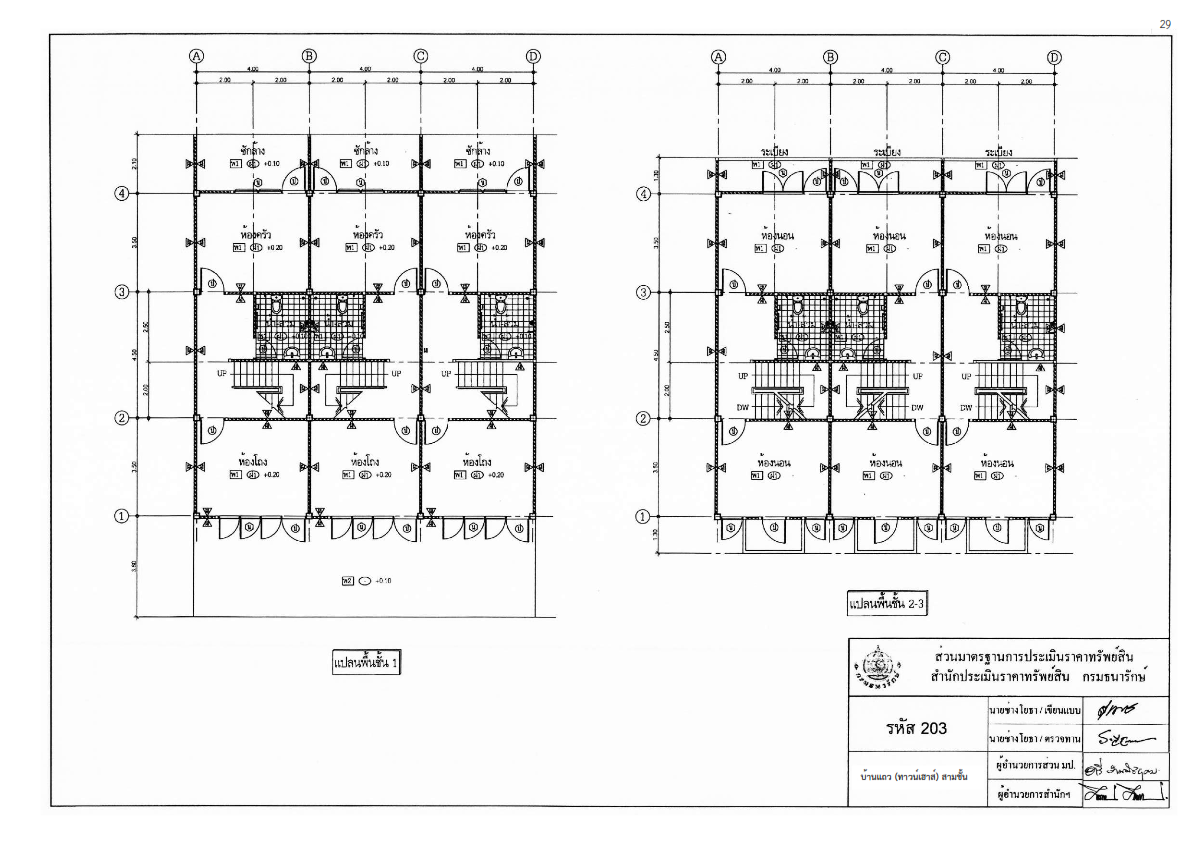 29
A B C D
4.00 4.00 4.00
2.00 2.00 2.00 2.00 2.00 2.00
ซักล้าง ซักล้าง ซักล้าง
+0.10 +0.10 +0.10
4
ห้องครัว ห้องครัว ห้องครัว
+0.20 +0.20 +0.20
3.50
3
2.50
4.50
UP UP UP
2.00
2
ห้องโถง ห้องโถง ห้องโถง
+0.20 +0.20 +0.20
3.50
1
+0.10
แปลนพื้นชั้น 1
A B C D
4.00 4.00 4.00
2.00 2.00 2.00 2.00 2.00 2.00
ระเบียง ระเบียง ระเบียง
1.30
4
ห้องนอน ห้องนอน ห้องนอน
3.50
3
2.50
4.50
UP UP UP
2.00
DW DW DW
2
ห้องนอน ห้องนอน ห้องนอน
3.50
1
1.30
แปลนพื้นชั้น 2-3
กรมธนารักษ์
ส่วนมาตรฐานการประเมินราคาทรัพย์สิน
สำนักประเมินราคาทรัพย์สิน กรมธนารักษ์
รหัส 203
บ้านแถว (ทาวน์เฮาส์) สามชั้น
นายช่างโยธา / เขียนแบบ
นายช่างโยธา / ตรวจทาน
ผู้อำนวยการส่วน มป.
ผู้อำนวยการสำนักฯ